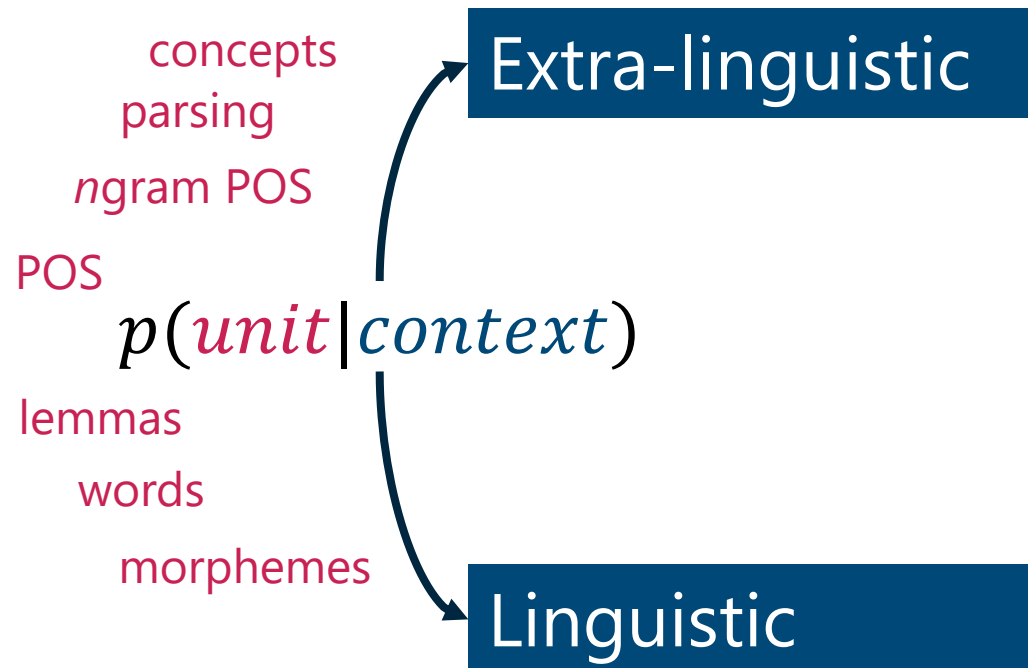 concepts
Extra-linguistic
parsing
ngram POS
POS
p(unit|context)
lemmas
words
morphemes
Linguistic